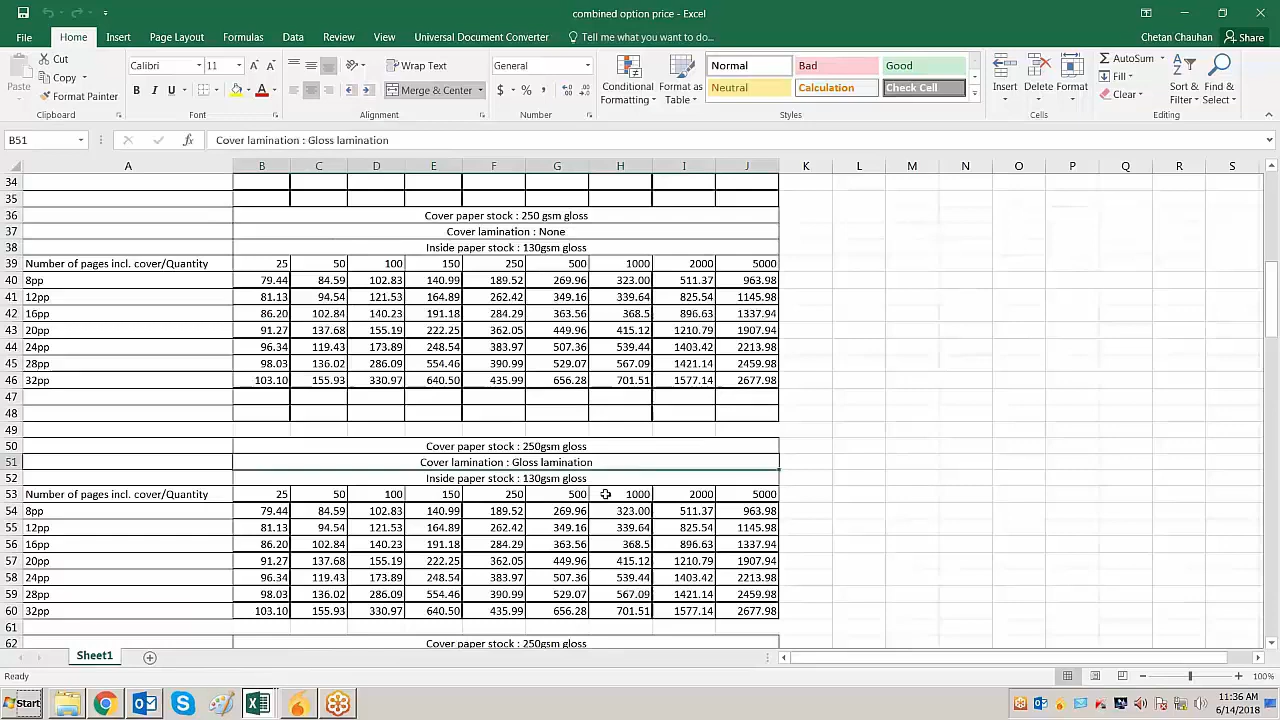 combined option price - Excel
File Home Insert Page Layout Formulas Data Review View Universal Document Converter Tell me what you want to do... Chetan Chauhan Share
Cut
Copy
Format Painter
Paste
Clipboard
Calibri 11
B I U
Font
Wrap Text
Merge & Center
Alignment
General
$ % ,
Number
Conditional Formatting
Format as Table
Normal Bad Good
Neutral Calculation Check Cell
Styles
Insert Delete Format
Cells
AutoSum
Fill
Clear
Sort & Filter
Find & Select
Editing
B51 fx Cover lamination : Gloss lamination
A B C D E F G H I J K L M N O P Q R S
34
35
36 Cover paper stock : 250 gsm gloss
37 Cover lamination : None
38 Inside paper stock : 130gsm gloss
39 Number of pages incl. cover/Quantity 25 50 100 150 250 500 1000 2000 5000
40 8pp 79.44 84.59 102.83 140.99 189.52 269.96 323.00 511.37 963.98
41 12pp 81.13 94.54 121.53 164.89 262.42 349.16 339.64 825.54 1145.98
42 16pp 86.20 102.84 140.23 191.18 284.29 363.56 368.5 896.63 1337.94
43 20pp 91.27 137.68 155.19 222.25 362.05 449.96 415.12 1210.79 1907.94
44 24pp 96.34 119.43 173.89 248.54 383.97 507.36 539.44 1403.42 2213.98
45 28pp 98.03 136.02 286.09 554.46 390.99 529.07 567.09 1421.14 2459.98
46 32pp 103.10 155.93 330.97 640.50 435.99 656.28 701.51 1577.14 2677.98
47
48
49
50 Cover paper stock : 250gsm gloss
51 Cover lamination : Gloss lamination
52 Inside paper stock : 130gsm gloss
53 Number of pages incl. cover/Quantity 25 50 100 150 250 500 1000 2000 5000
54 8pp 79.44 84.59 102.83 140.99 189.52 269.96 323.00 511.37 963.98
55 12pp 81.13 94.54 121.53 164.89 262.42 349.16 339.64 825.54 1145.98
56 16pp 86.20 102.84 140.23 191.18 284.29 363.56 368.5 896.63 1337.94
57 20pp 91.27 137.68 155.19 222.25 362.05 449.96 415.12 1210.79 1907.94
58 24pp 96.34 119.43 173.89 248.54 383.97 507.36 539.44 1403.42 2213.98
59 28pp 98.03 136.02 286.09 554.46 390.99 529.07 567.09 1421.14 2459.98
60 32pp 103.10 155.93 330.97 640.50 435.99 656.28 701.51 1577.14 2677.98
61
62 Cover paper stock : 250gsm gloss
Sheet1
Ready 100%
Start 11:36 AM
6/14/2018